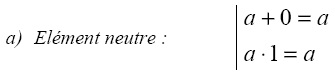 a) Elément neutre :
a + 0 = a
a · 1 = a